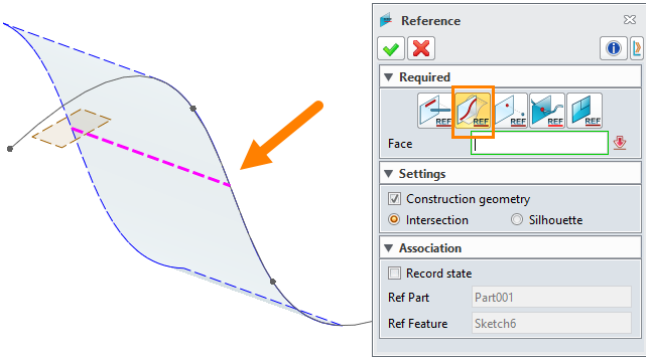 Reference
Required
REF REF REF REF REF
Face
Settings
Construction geometry
Intersection Silhouette
Association
Record state
Ref Part Part001
Ref Feature Sketch6